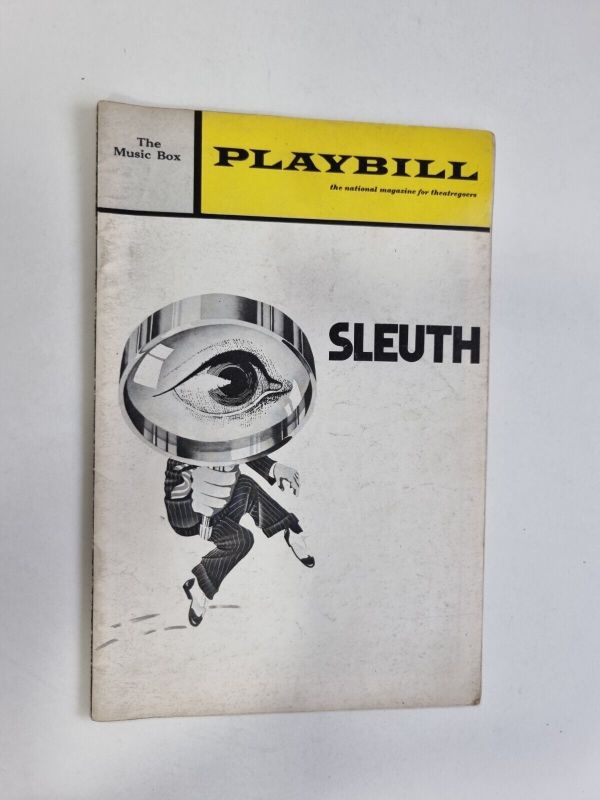 The
Music Box
PLAYBILL
the national magazine for theatregoers
SLEUTH